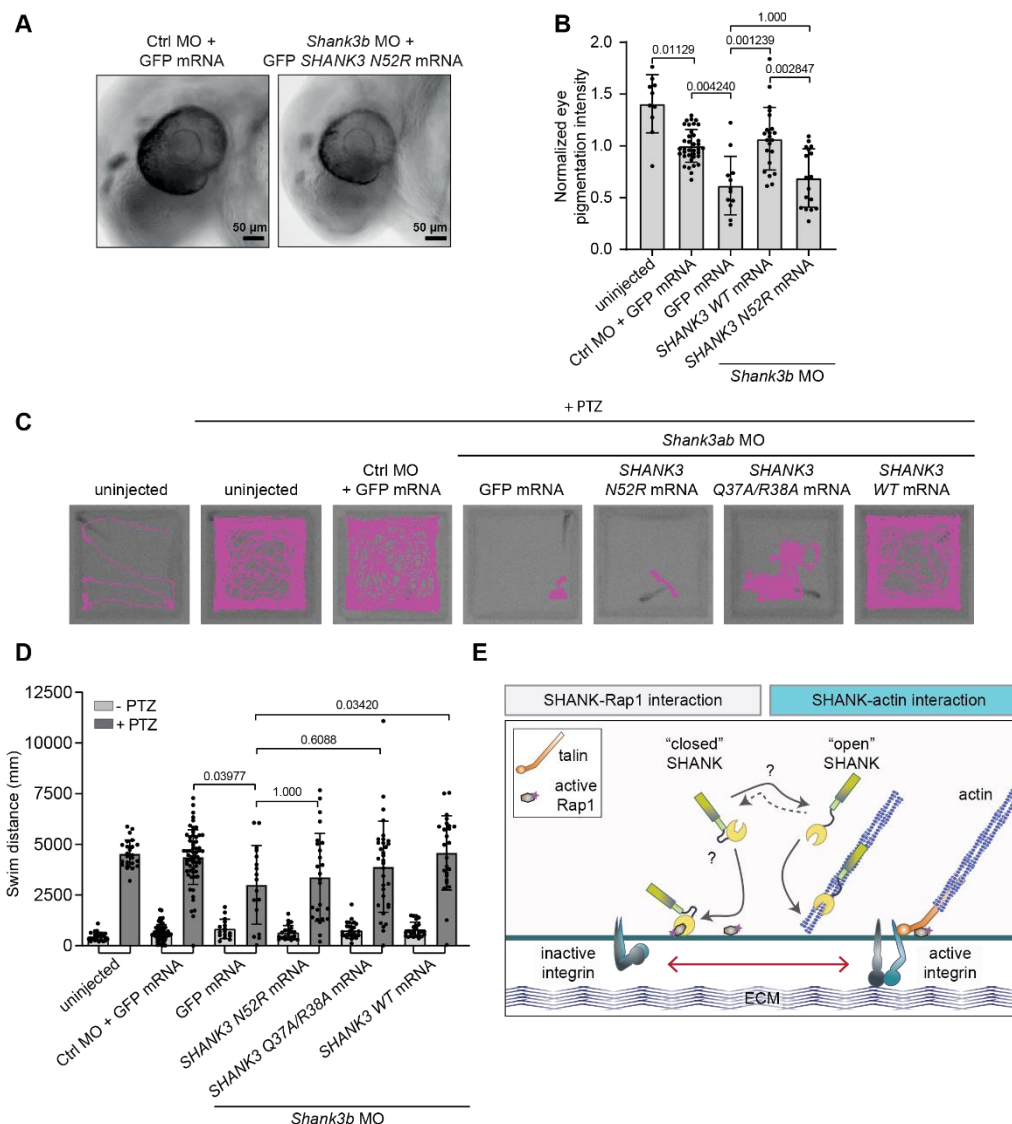 A
Ctrl MO +
GFP mRNA
Shank3b MO +
GFP SHANK3 N52R mRNA
50 µm
50 µm
B
Normalized eye
pigmentation intensity
2.0
1.5
1.0
0.5
0.0
1.000
0.001239
0.01129
0.002847
0.004240
uninjected
Ctrl MO + GFP mRNA
GFP mRNA
SHANK3 WT mRNA
SHANK3 N52R mRNA
Shank3b MO
+ PTZ
C
Shank3ab MO
uninjected
uninjected
Ctrl MO
+ GFP mRNA
GFP mRNA
SHANK3
N52R mRNA
SHANK3
Q37A/R38A mRNA
SHANK3
WT mRNA
D
Swim distance (mm)
12500
10000
7500
5000
2500
0
- PTZ
+ PTZ
0.03420
0.6088
0.03977
1.000
uninjected
Ctrl MO + GFP mRNA
GFP mRNA
SHANK3 N52R mRNA
SHANK3 Q37A/R38A mRNA
SHANK3 WT mRNA
Shank3b MO
E
SHANK-Rap1 interaction
SHANK-actin interaction
talin
active
Rap1
"closed"
SHANK
?
"open"
SHANK
actin
?
inactive
integrin
active
integrin
ECM